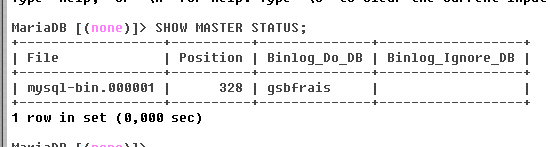 MariaDB [(none)]> SHOW MASTER STATUS;
+------------------+----------+--------------+------------------+
| File             | Position | Binlog_Do_DB | Binlog_Ignore_DB |
+------------------+----------+--------------+------------------+
| mysql-bin.000001 |      328 | gsbfrais     |                  |
+------------------+----------+--------------+------------------+
1 row in set (0,000 sec)
MariaDB [(none)]>